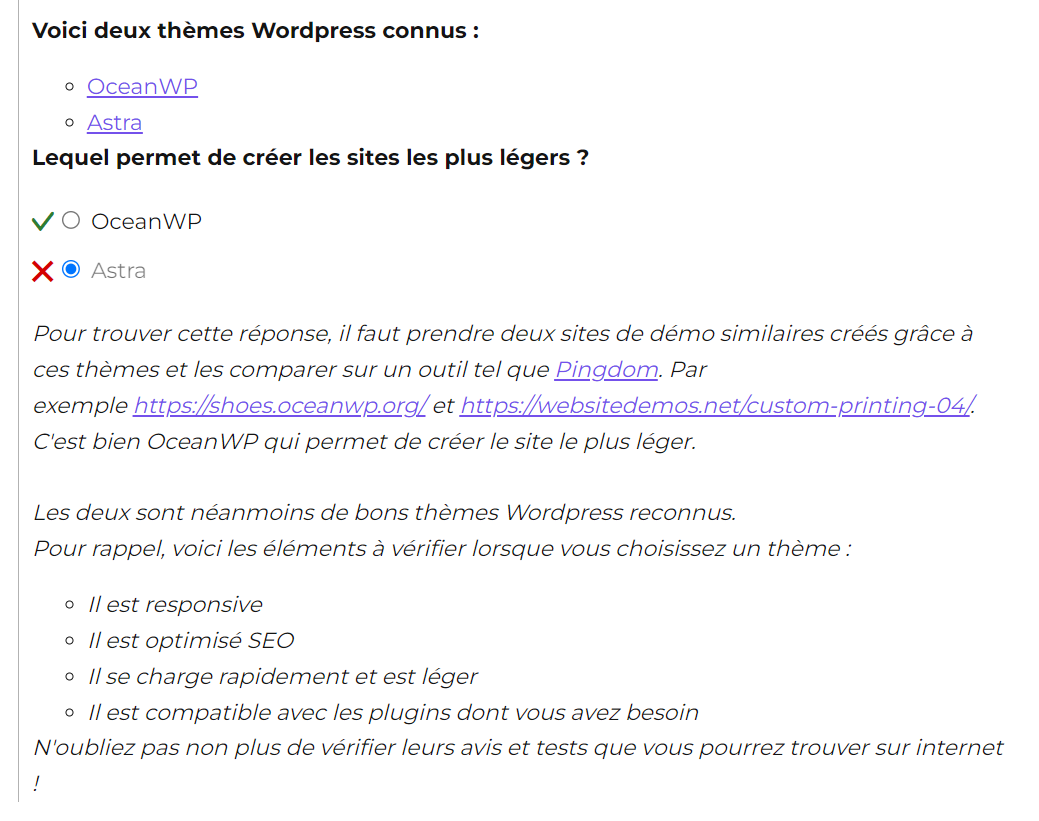 Voici deux thèmes Wordpress connus :
OceanWP
Astra
Lequel permet de créer les sites les plus légers ?
OceanWP
Astra
Pour trouver cette réponse, il faut prendre deux sites de démo similaires créés grâce à
ces thèmes et les comparer sur un outil tel que Pingdom. Par
exemple https://shoes.oceanwp.org/ et https://websitedemos.net/custom-printing-04/.
C'est bien OceanWP qui permet de créer le site le plus léger.
Les deux sont néanmoins de bons thèmes Wordpress reconnus.
Pour rappel, voici les éléments à vérifier lorsque vous choisissez un thème :
Il est responsive
Il est optimisé SEO
Il se charge rapidement et est léger
Il est compatible avec les plugins dont vous avez besoin
N'oubliez pas non plus de vérifier leurs avis et tests que vous pourrez trouver sur internet
!